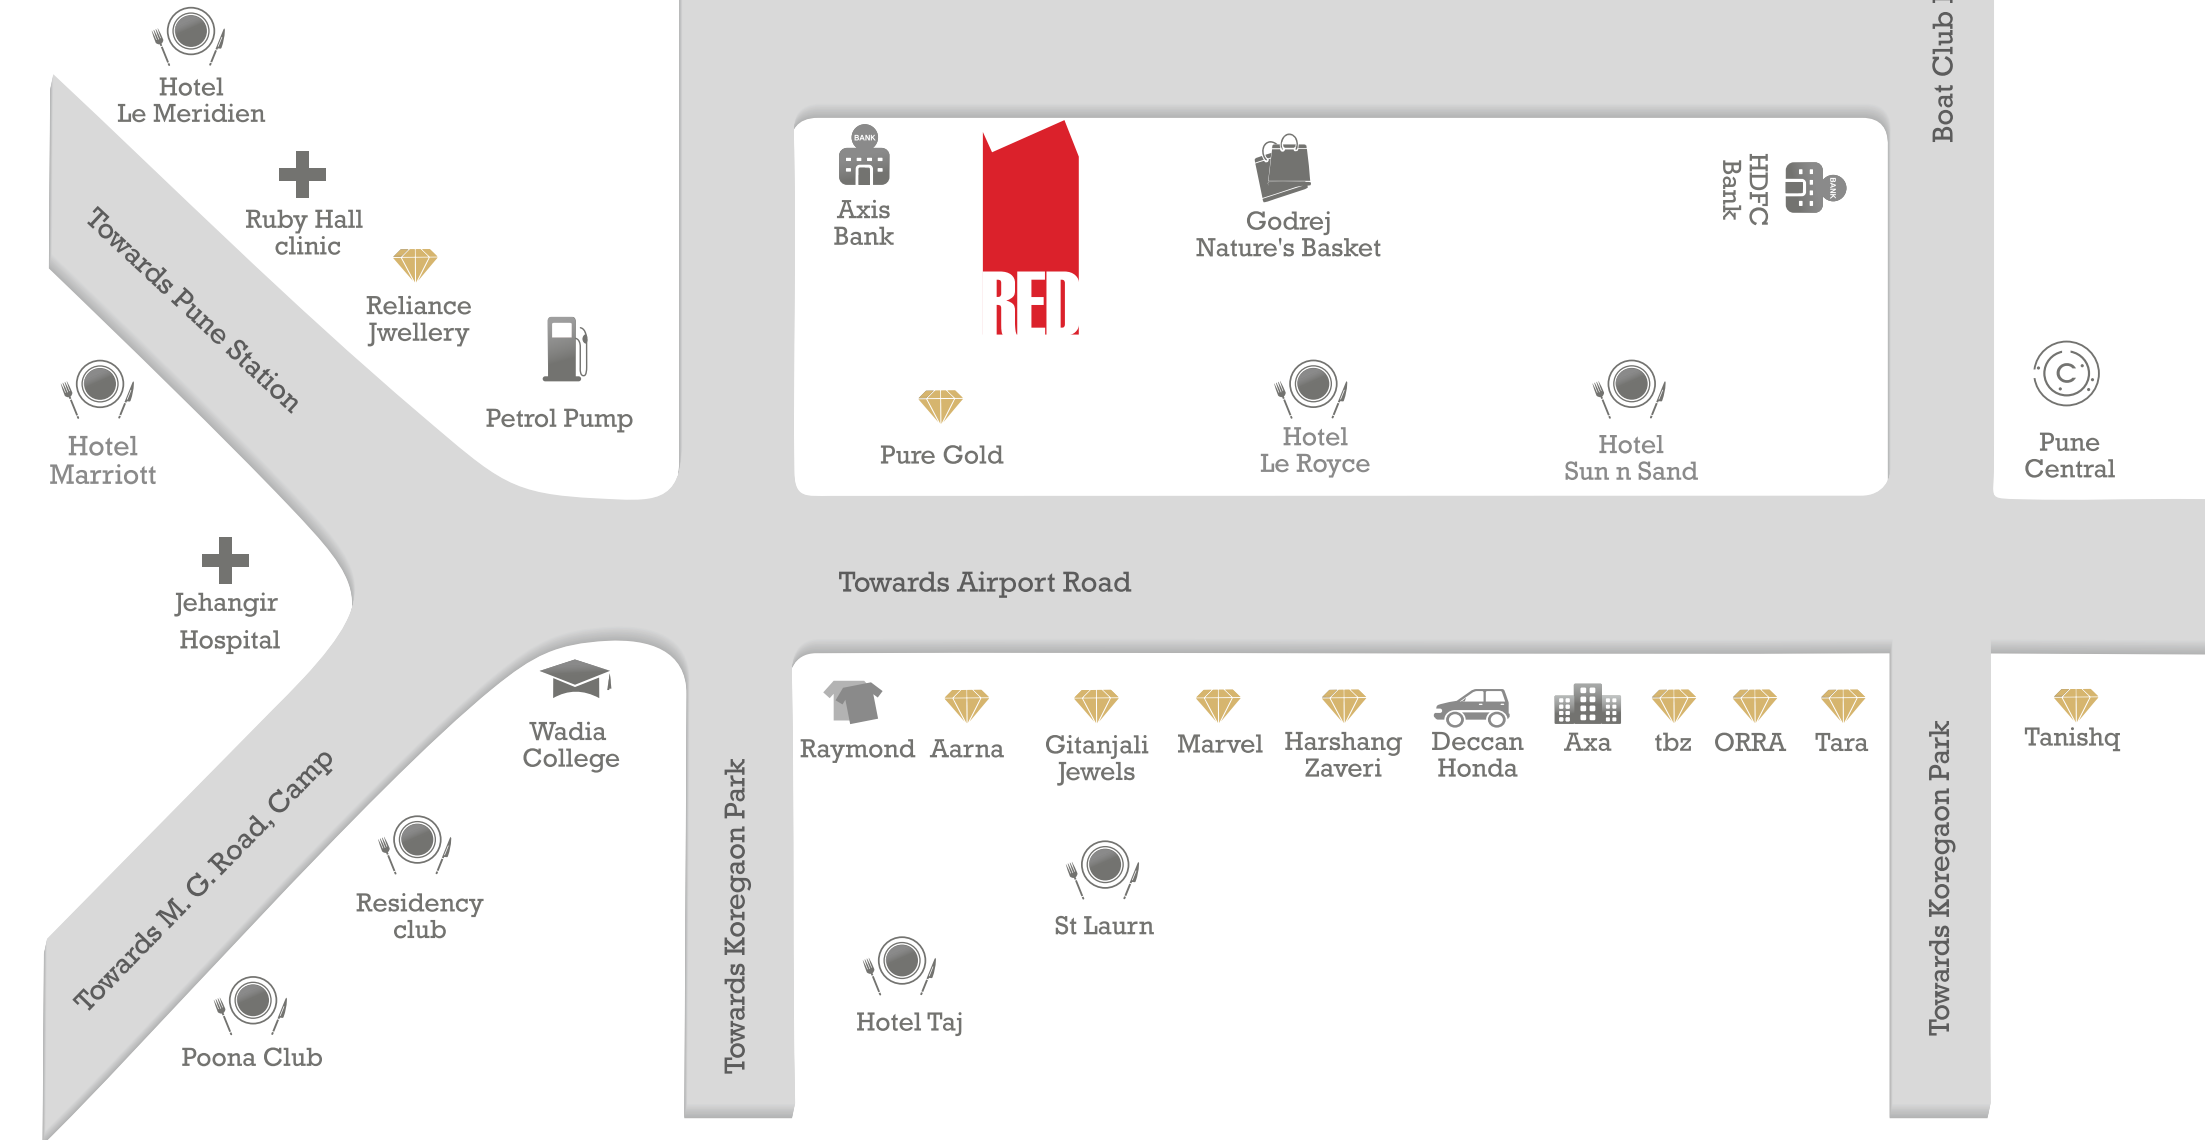 Hotel
Le Meridien
Ruby Hall
clinic
Reliance
Jwellery
Petrol Pump
Towards Pune Station
Hotel
Marriott
Jehangir
Hospital
Towards M. G. Road, Camp
Wadia
College
Residency
club
Poona Club
BANK
Axis
Bank
RED
Godrej
Nature's Basket
BANK
HDFC
Bank
Boat Club
Pure Gold
Hotel
Le Royce
Hotel
Sun n Sand
C
Pune
Central
Towards Airport Road
Raymond
Aarna
Gitanjali
Jewels
Marvel
Harshang
Zaveri
Deccan
Honda
Axa
tbz
ORRA
Tara
Tanishq
Towards Koregaon Park
St Laurn
Hotel Taj
Towards Koregaon Park